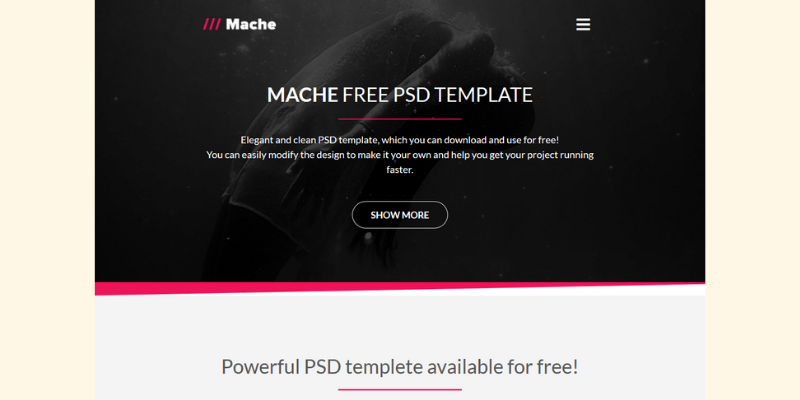 /// Mache
MACHE FREE PSD TEMPLATE
Elegant and clean PSD template, which you can download and use for free!
You can easily modify the design to make it your own and help you get your project running
faster.
SHOW MORE
Powerful PSD templete available for free!